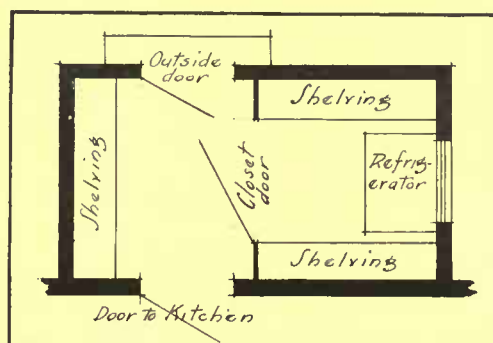 Outside
door
Shelving
Shelving
Closet
door
Refrig-
erator
Shelving
Door to Kitchen